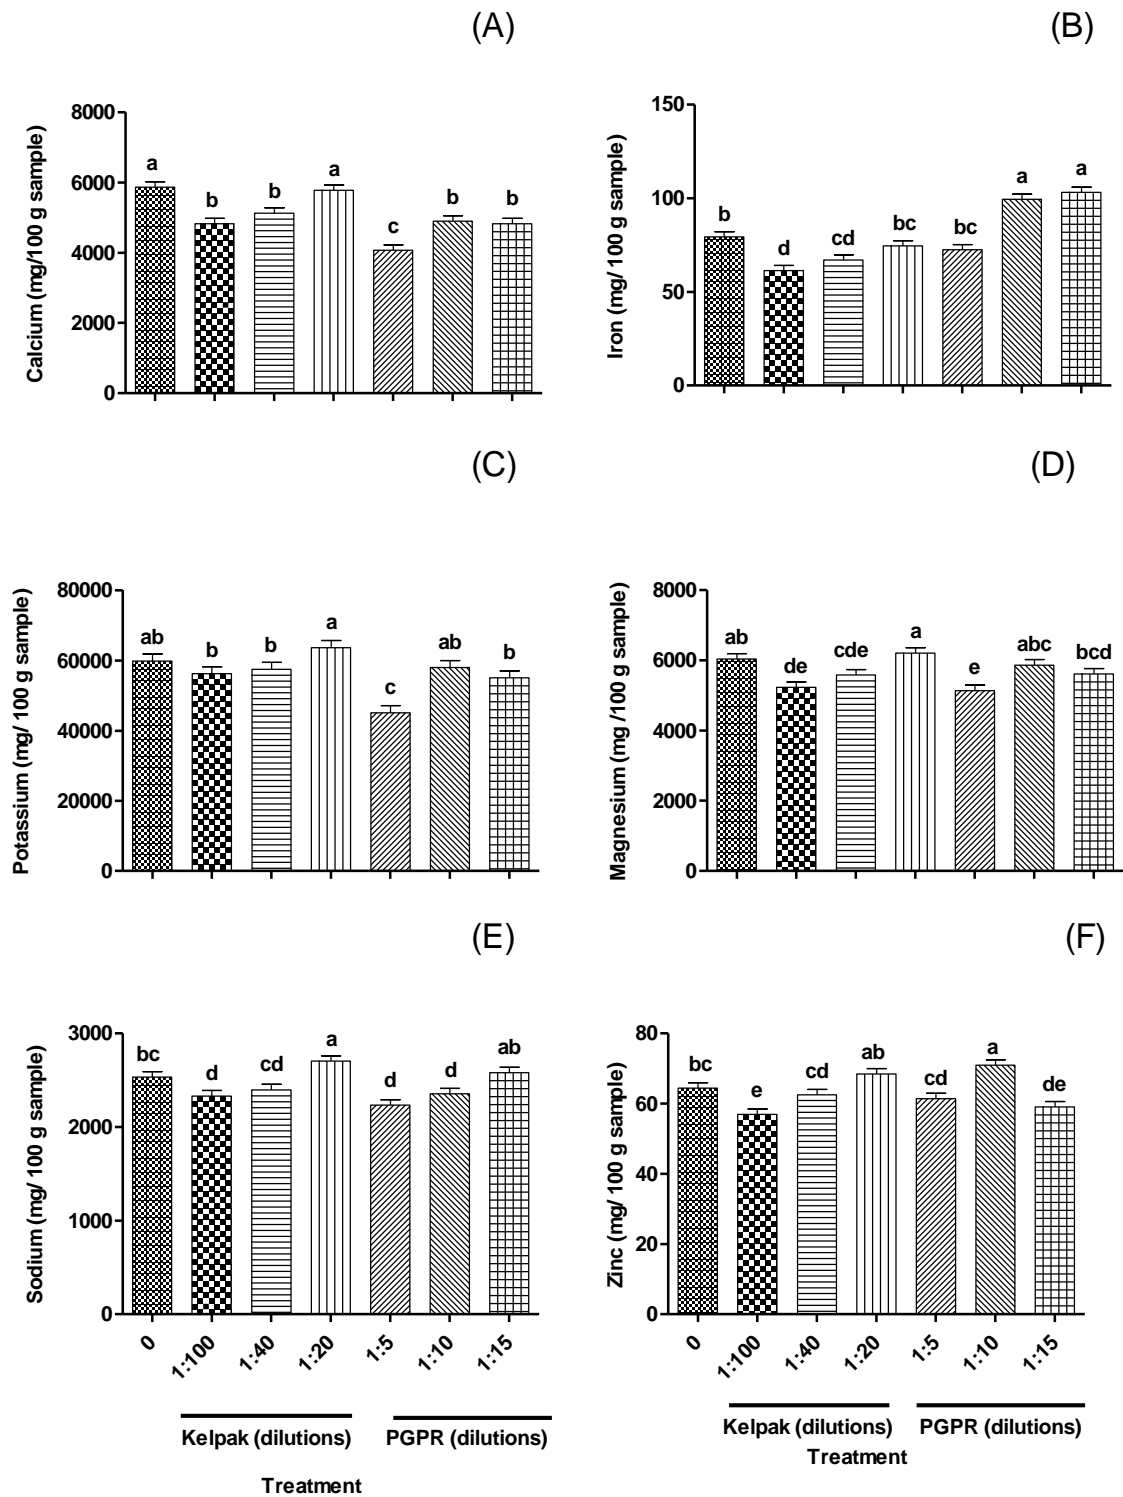 (A)
Calcium (mg/100 g sample)
8000
6000
4000
2000
0
a
b
b
a
c
b
b
(B)
Iron (mg/ 100 g sample)
150
100
50
0
b
d
cd
bc
bc
a
a
(C)
Potassium (mg/ 100 g sample)
80000
60000
40000
20000
0
ab
b
b
a
c
ab
b
(D)
Magnesium (mg /100 g sample)
8000
6000
4000
2000
0
ab
de
cde
a
e
abc
bcd
(E)
Sodium (mg/ 100 g sample)
3000
2000
1000
0
bc
d
cd
a
d
d
ab
0
1:100
1:40
1:20
1:5
1:10
1:15
Kelpak (dilutions)
PGPR (dilutions)
Treatment
(F)
Zinc (mg/ 100 g sample)
80
60
40
20
0
bc
e
cd
ab
cd
a
de
0
1:100
1:40
1:20
1:5
1:10
1:15
Kelpak (dilutions)
PGPR (dilutions)
Treatment